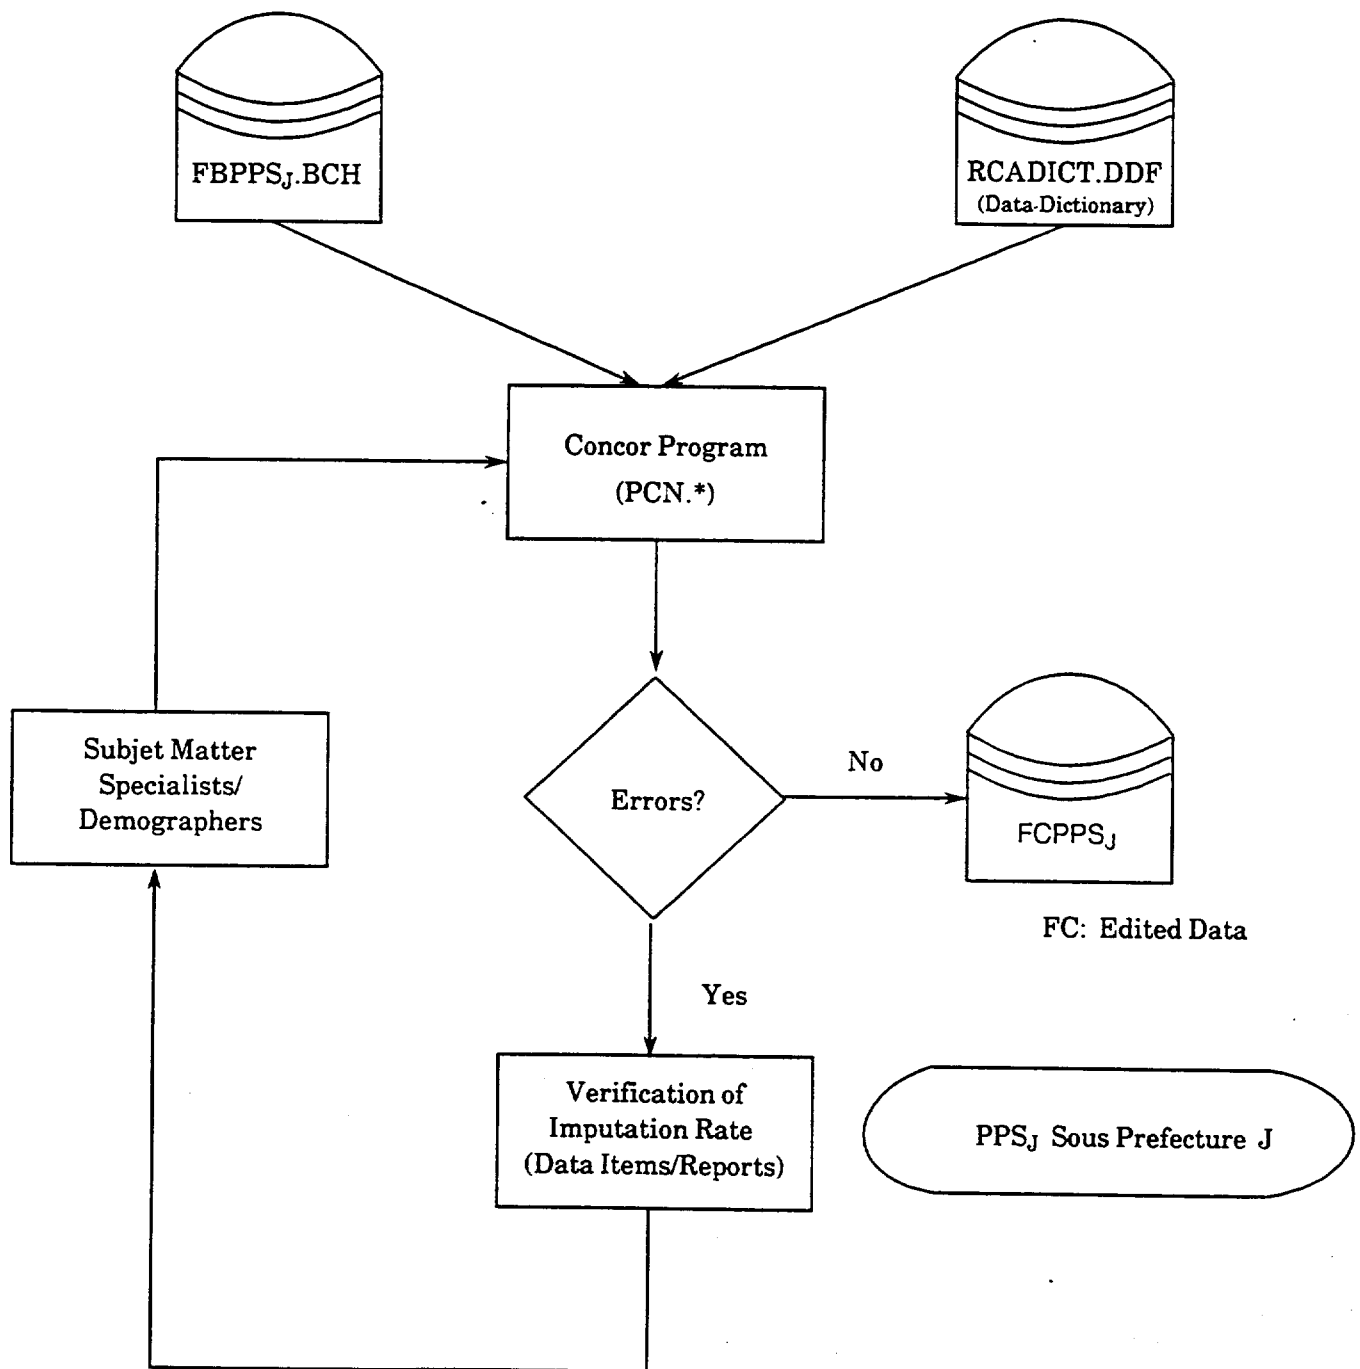 FBPPSJ.BCH
RCADICT.DDF
(Data-Dictionary)
Concor Program
(PCN.*)
Subjet Matter
Specialists/
Demographers
Errors?
No
FCPPSJ
FC: Edited Data
Yes
Verification of
Imputation Rate
(Data Items/Reports)
PPSJ Sous Prefecture J